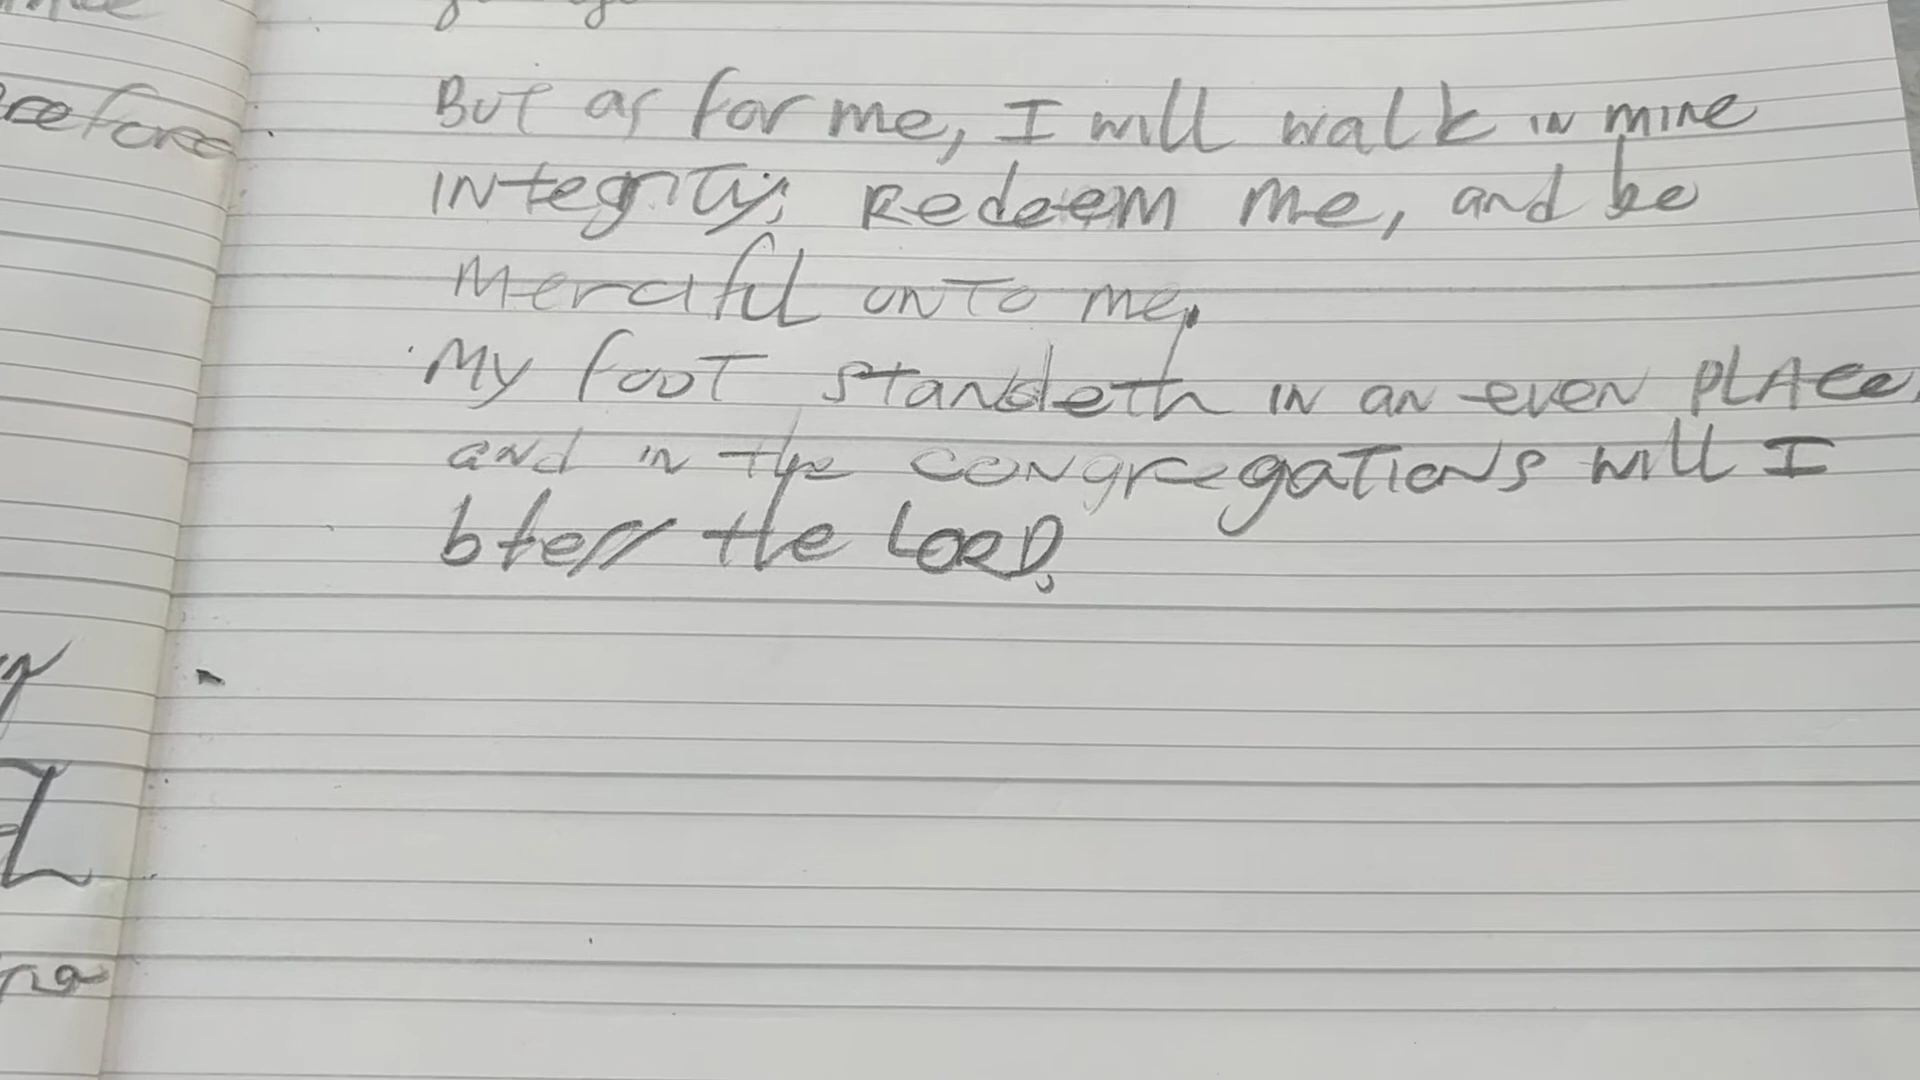 refore
But as for me, I will walk in mine
integrity: Redeem me, and be
merciful unto me.
My foot standeth in an even place,
and in the congregations will I
bless the LORD.